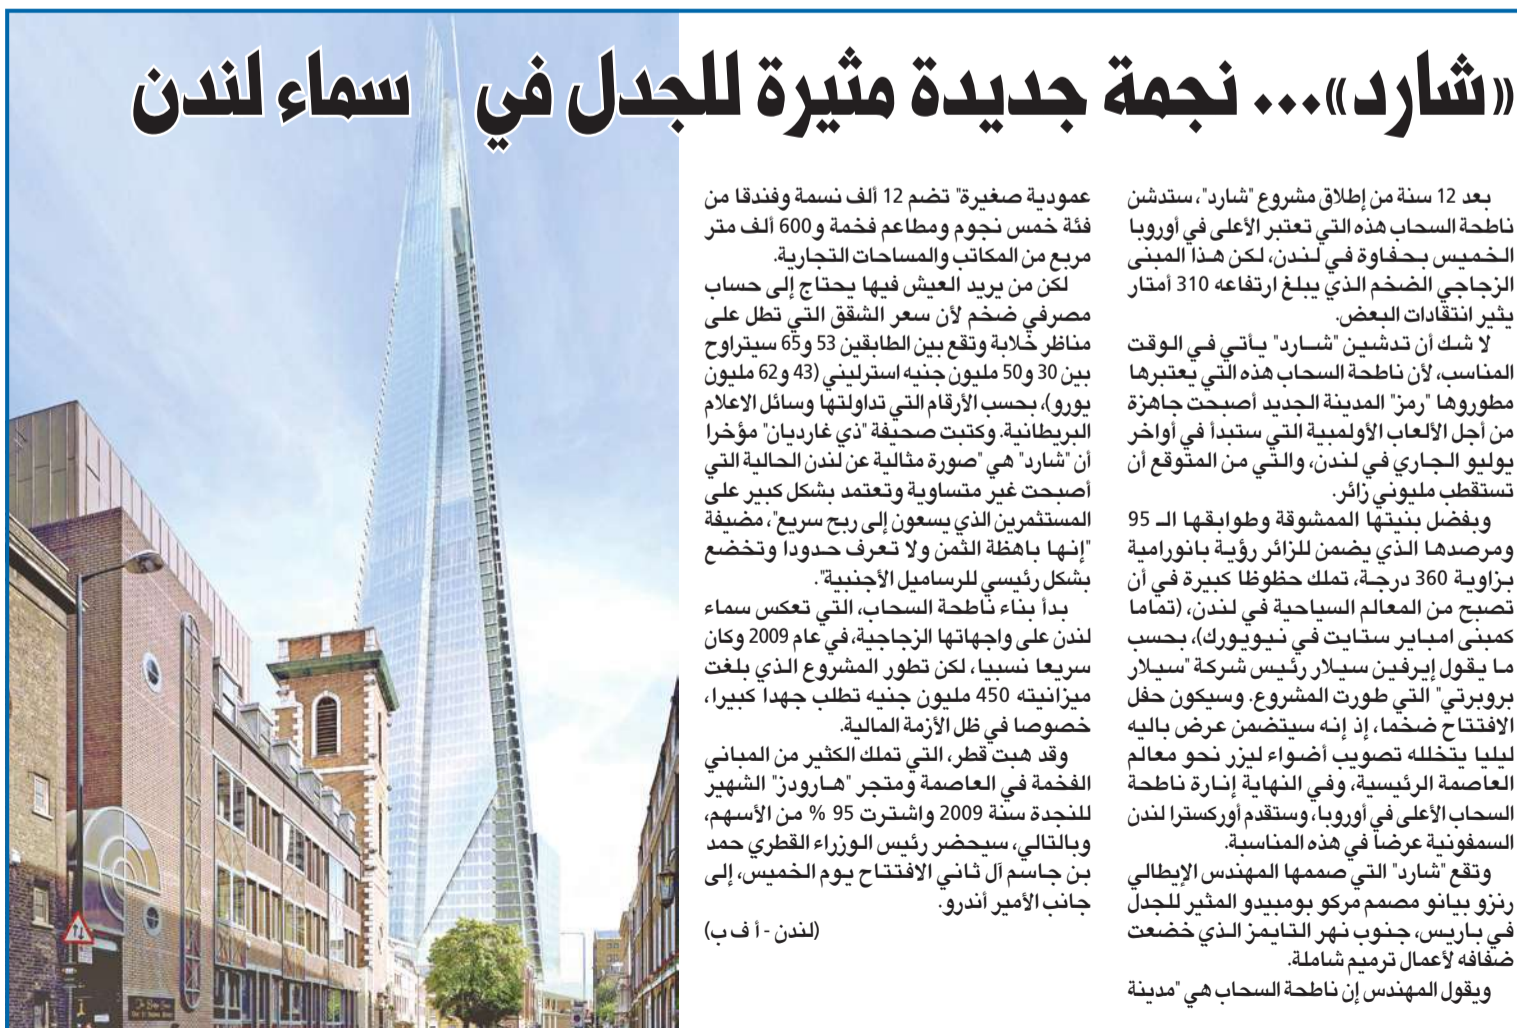 «شارد»... نجمة جديدة مثيرة للجدل في سماء لندن
بعد 12 سنة من إطلاق مشروع "شارد"، ستدشن
ناطحة السحاب هذه التي تعتبر الأعلى في أوروبا
الخميس بحفاوة في لندن، لكن هذا المبنى
الزجاجي الضخم الذي يبلغ ارتفاعه 310 أمتار
يثير انتقادات البعض.
لا شك أن تدشين "شارد" يأتي في الوقت
المناسب، لأن ناطحة السحاب هذه التي يعتبرها
مطوروها "رمز" المدينة الجديد أصبحت جاهزة
من أجل الألعاب الأولمبية التي ستبدأ في أواخر
يوليو الجاري في لندن، والتي من المتوقع أن
تستقطب مليوني زائر.
وبفضل بنيتها الممشوقة وطوابقها الـ 95
ومرصدها الذي يضمن للزائر رؤية بانورامية
بزاوية 360 درجة، تملك حظوظا كبيرة في أن
تصبح من المعالم السياحية في لندن، (تماما
كمبنى امباير ستايت في نيويورك)، بحسب
ما يقول إيرفين سيلار رئيس شركة "سيلار
بروبرتي" التي طورت المشروع. وسيكون حفل
الافتتاح ضخما، إذ إنه سيتضمن عرض باليه
ليليا يتخلله تصويب أضواء ليزر نحو معالم
العاصمة الرئيسية، وفي النهاية إنارة ناطحة
السحاب الأعلى في أوروبا، وستقدم أوركسترا لندن
السمفونية عرضا في هذه المناسبة.
وتقع "شارد" التي صممها المهندس الإيطالي
رنزو بيانو مصمم مركو بومبيدو المثير للجدل
في باريس، جنوب نهر التايمز الذي خضعت
ضفافه لأعمال ترميم شاملة.
ويقول المهندس إن ناطحة السحاب هي "مدينة
عمودية صغيرة" تضم 12 ألف نسمة وفندقا من
فئة خمس نجوم ومطاعم فخمة و600 ألف متر
مربع من المكاتب والمساحات التجارية.
لكن من يريد العيش فيها يحتاج إلى حساب
مصرفي ضخم لأن سعر الشقق التي تطل على
مناظر خلابة وتقع بين الطابقين 53 و65 سيتراوح
بين 30 و50 مليون جنيه استرليني (43 و62 مليون
يورو)، بحسب الأرقام التي تداولتها وسائل الاعلام
البريطانية. وكتبت صحيفة "ذي غارديان" مؤخرا
أن "شارد" هي "صورة مثالية عن لندن الحالية التي
أصبحت غير متساوية وتعتمد بشكل كبير على
المستثمرين الذي يسعون إلى ربح سريع"، مضيفة
"إنها باهظة الثمن ولا تعرف حدودا وتخضع
بشكل رئيسي للرساميل الأجنبية".
بدأ بناء ناطحة السحاب، التي تعكس سماء
لندن على واجهاتها الزجاجية، في عام 2009 وكان
سريعا نسبيا، لكن تطور المشروع الذي بلغت
ميزانيته 450 مليون جنيه تطلب جهدا كبيرا،
خصوصا في ظل الأزمة المالية.
وقد هبت قطر، التي تملك الكثير من المباني
الفخمة في العاصمة ومتجر "هارودز" الشهير
للنجدة سنة 2009 واشترت 95 % من الأسهم،
وبالتالي، سيحضر رئيس الوزراء القطري حمد
بن جاسم آل ثاني الافتتاح يوم الخميس، إلى
جانب الأمير أندرو.
(لندن - أ ف ب)